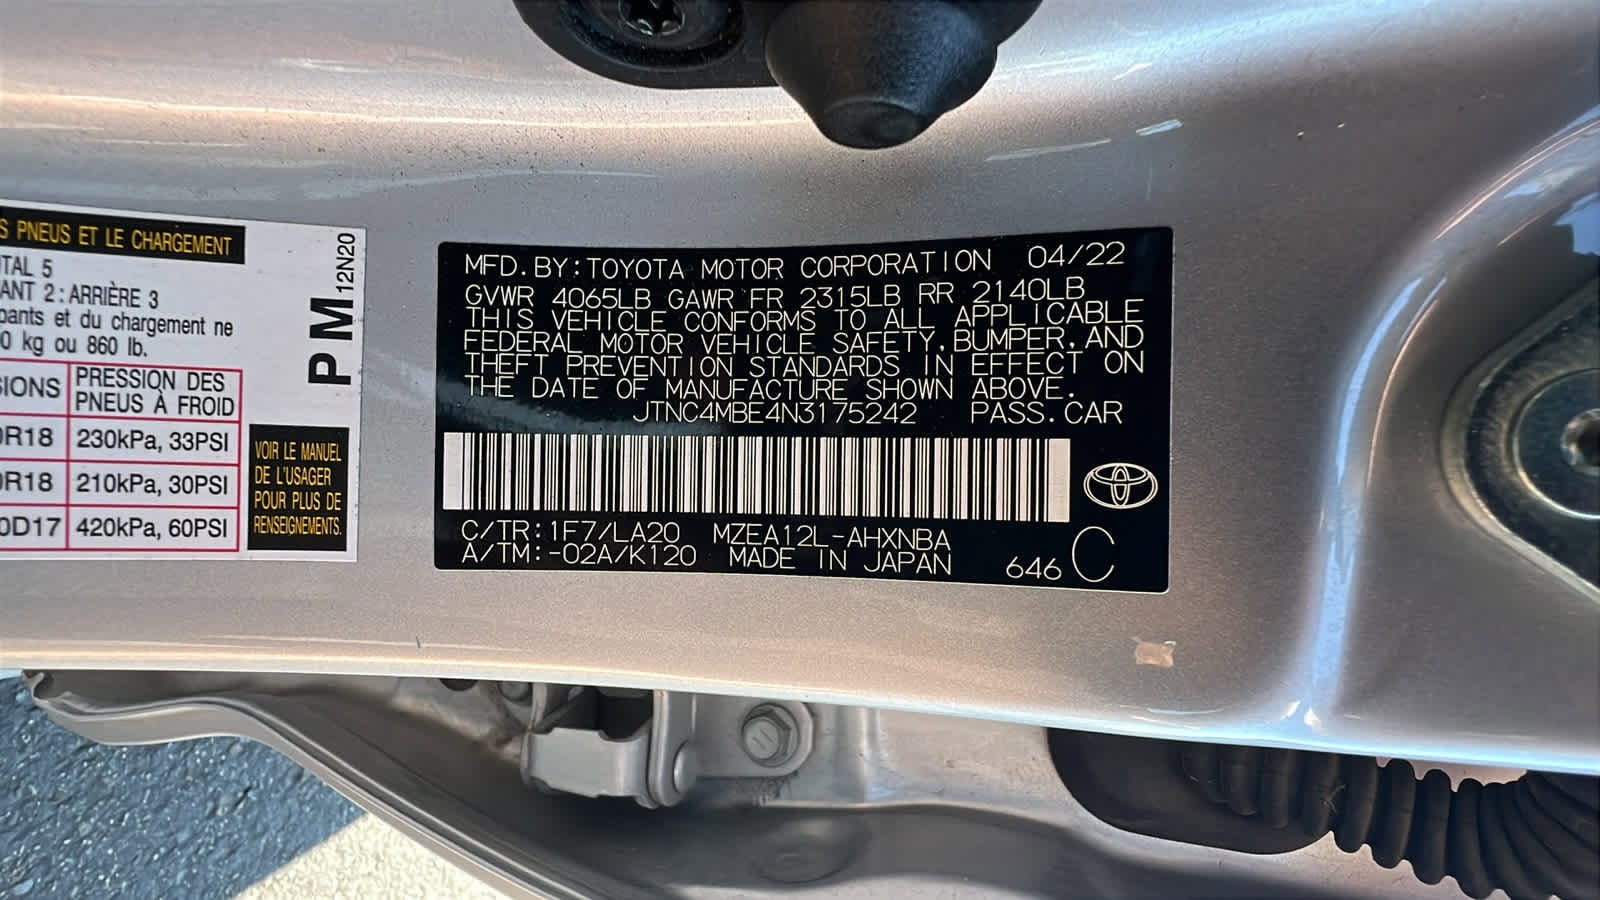 S PNEUS ET LE CHARGEMENT
TAL 5
ANT 2 : ARRIÈRE 3
pants et du chargement ne
0 kg ou 860 lb.
SIONS PRESSION DES PNEUS À FROID
0R18 230kPa, 33PSI
0R18 210kPa, 30PSI
0D17 420kPa, 60PSI
PM 12N20
VOIR LE MANUEL
DE L'USAGER
POUR PLUS DE
RENSEIGNEMENTS.
MFD. BY: TOYOTA MOTOR CORPORATION 04/22
GVWR 4065LB GAWR FR 2315LB RR 2140LB
THIS VEHICLE CONFORMS TO ALL APPLICABLE
FEDERAL MOTOR VEHICLE SAFETY, BUMPER, AND
THEFT PREVENTION STANDARDS IN EFFECT ON
THE DATE OF MANUFACTURE SHOWN ABOVE.
JTNC4MBE4N3175242 PASS. CAR
C/TR: 1F7/LA20 MZEA12L-AHXNBA
A/TM: -02A/K120 MADE IN JAPAN 646 C